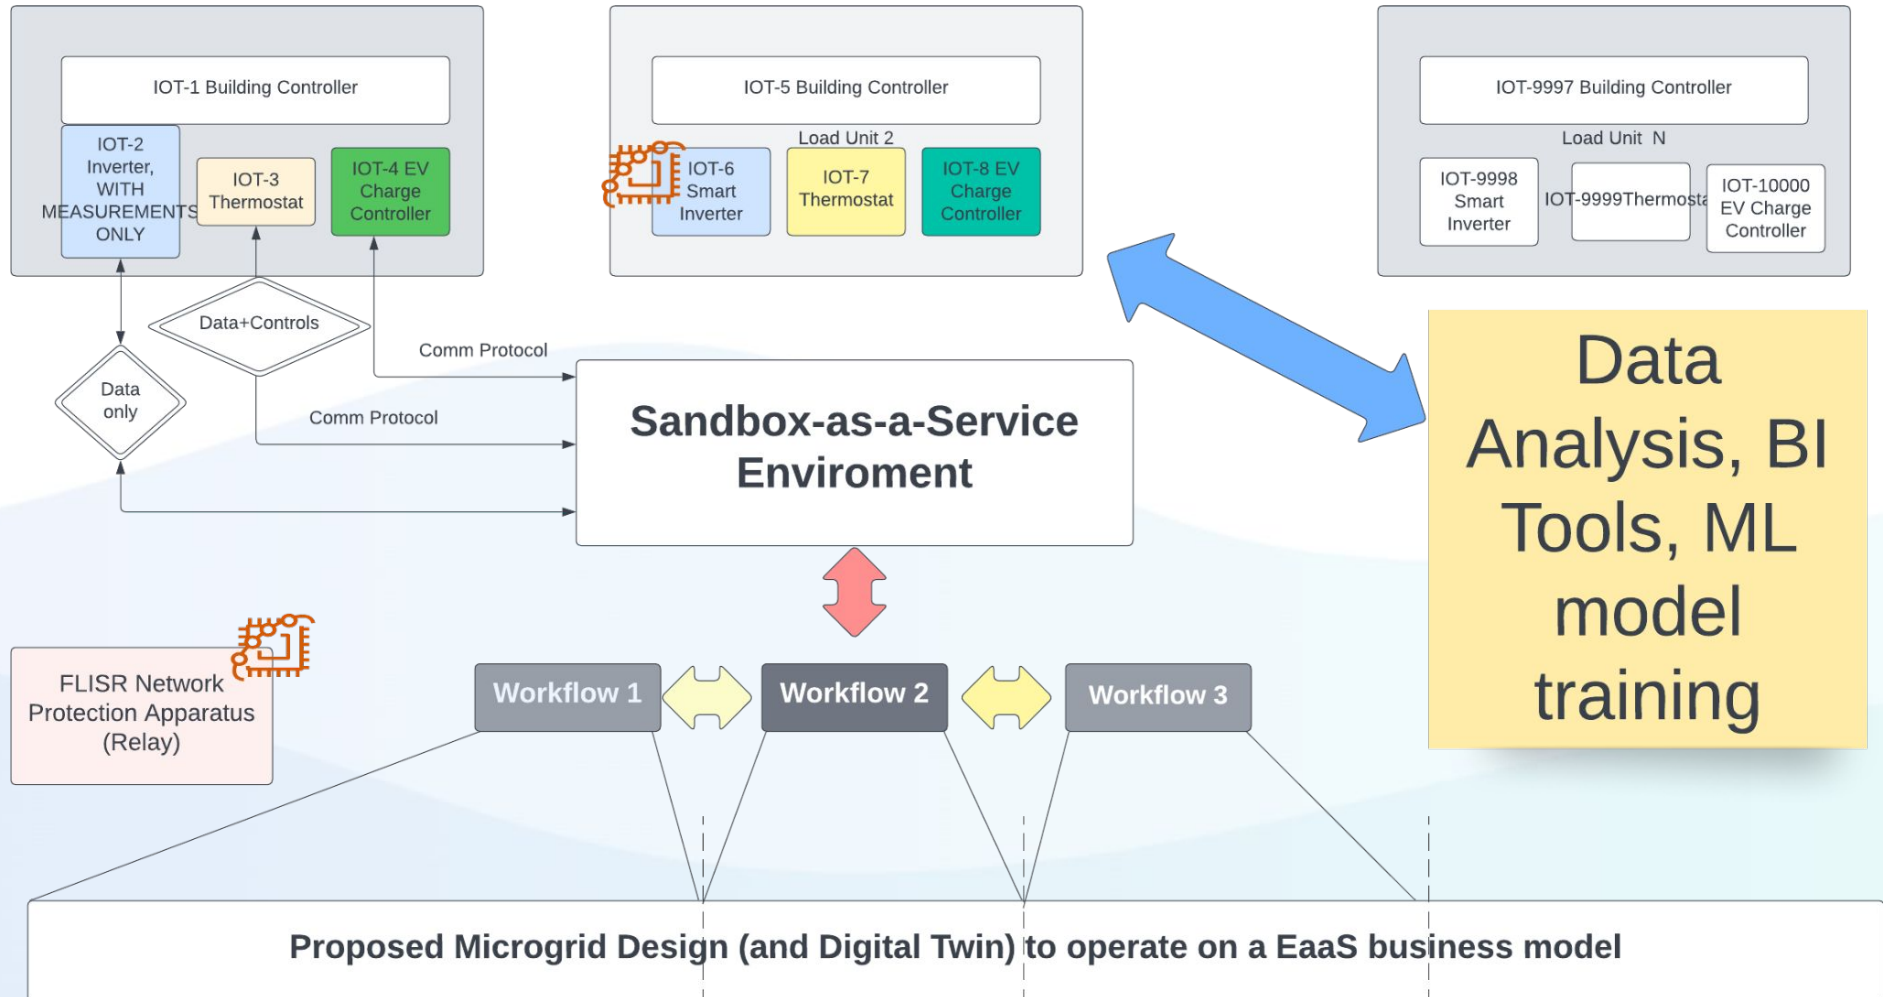 IOT-1 Building Controller
IOT-2
Inverter,
WITH
MEASUREMENTS
ONLY
IOT-3
Thermostat
IOT-4 EV
Charge
Controller
IOT-5 Building Controller
Load Unit 2
IOT-6
Smart
Inverter
IOT-7
Thermostat
IOT-8 EV
Charge
Controller
IOT-9997 Building Controller
Load Unit  N
IOT-9998
Smart
Inverter
IOT-9999Thermosta
IOT-10000
EV Charge
Controller
Data+Controls
Data
only
Comm Protocol
Comm Protocol
Sandbox-as-a-Service
Enviroment
Data
Analysis, BI
Tools, ML
model
training
FLISR Network
Protection Apparatus
(Relay)
Workflow 1
Workflow 2
Workflow 3
Proposed Microgrid Design (and Digital Twin) to operate on a EaaS business model